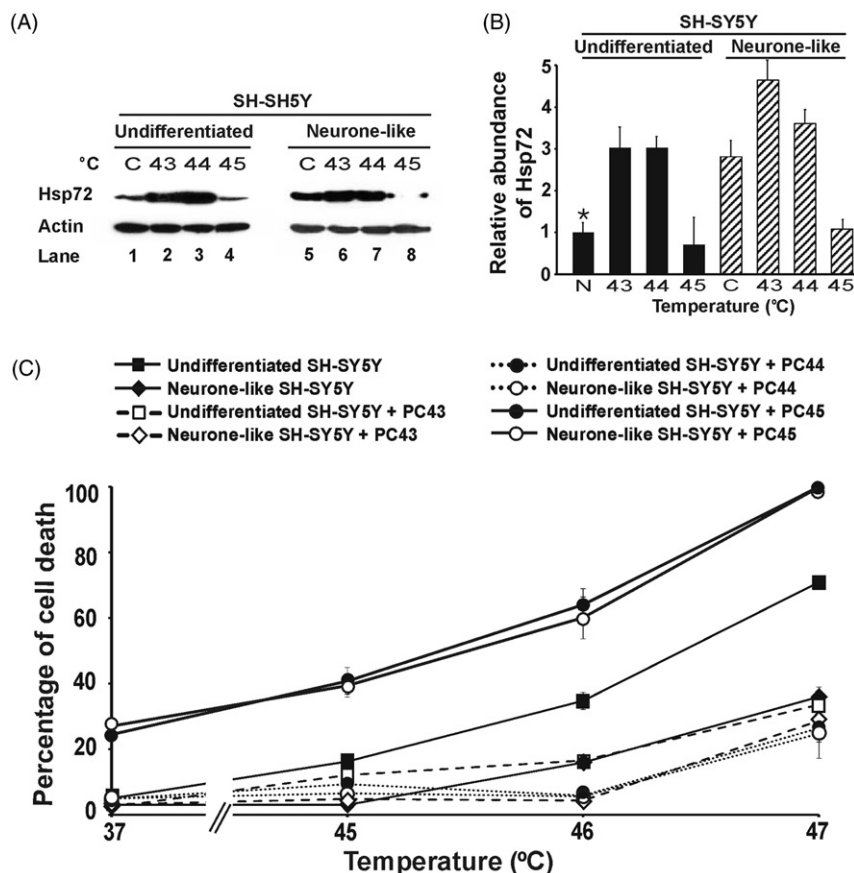 (A)
SH-SH5Y
Undifferentiated Neurone-like
°C C 43 44 45 C 43 44 45
Hsp72
Actin
Lane 1 2 3 4 5 6 7 8
(B)
SH-SY5Y
Undifferentiated Neurone-like
Relative abundance
of Hsp72
5
4
3
2
1
0
*
N 43 44 45 C 43 44 45
Temperature (°C)
(C)
Undifferentiated SH-SY5Y
Neurone-like SH-SY5Y
Undifferentiated SH-SY5Y + PC43
Neurone-like SH-SY5Y + PC43
Undifferentiated SH-SY5Y + PC44
Neurone-like SH-SY5Y + PC44
Undifferentiated SH-SY5Y + PC45
Neurone-like SH-SY5Y + PC45
Percentage of cell death
100
80
60
40
20
0
37 45 46 47
Temperature (ºC)